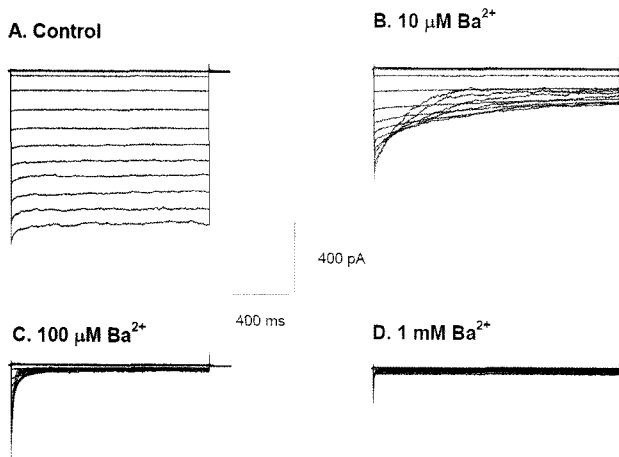 A. Control
B. 10 μM Ba²⁺
400 pA
400 ms
C. 100 μM Ba²⁺
D. 1 mM Ba²⁺